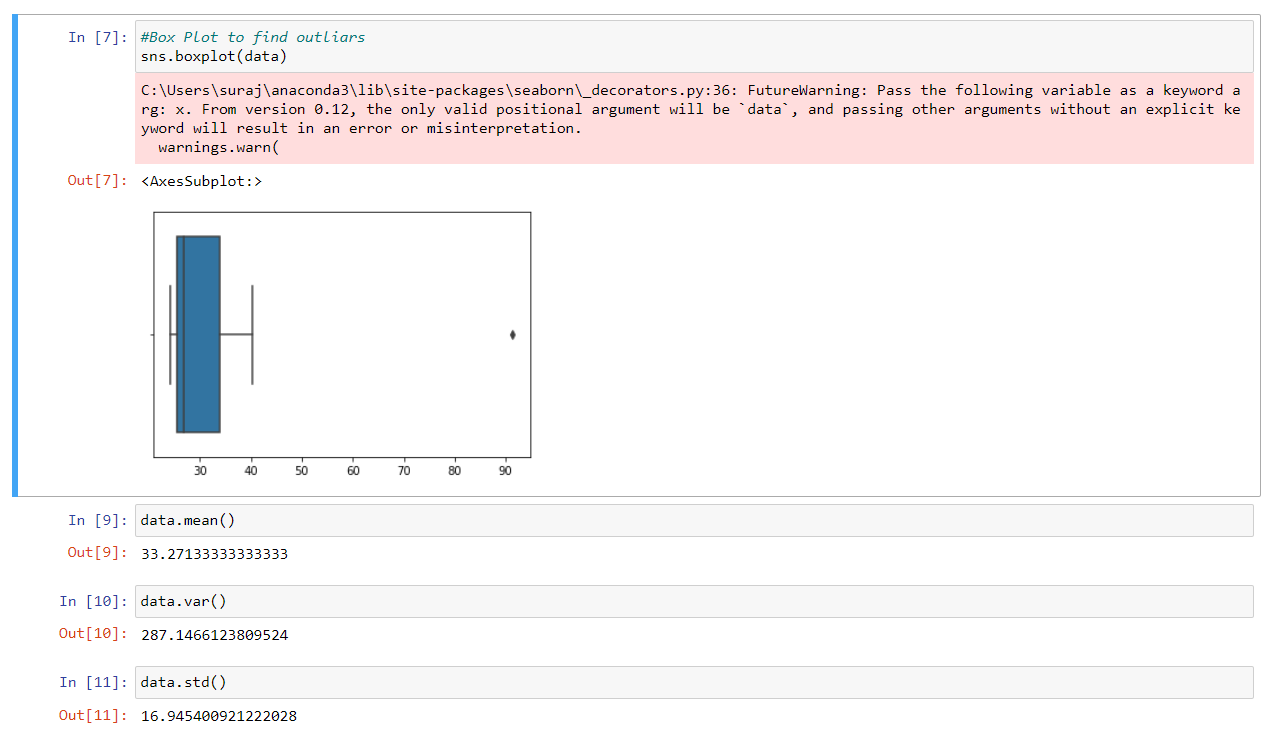 In [7]: #Box Plot to find outliars
sns.boxplot(data)
C:\Users\suraj\anaconda3\lib\site-packages\seaborn\_decorators.py:36: FutureWarning: Pass the following variable as a keyword a
rg: x. From version 0.12, the only valid positional argument will be `data`, and passing other arguments without an explicit ke
yword will result in an error or misinterpretation.
  warnings.warn(
Out[7]: <AxesSubplot:>
30 40 50 60 70 80 90
In [9]: data.mean()
Out[9]: 33.27133333333333
In [10]: data.var()
Out[10]: 287.1466123809524
In [11]: data.std()
Out[11]: 16.945400921222028